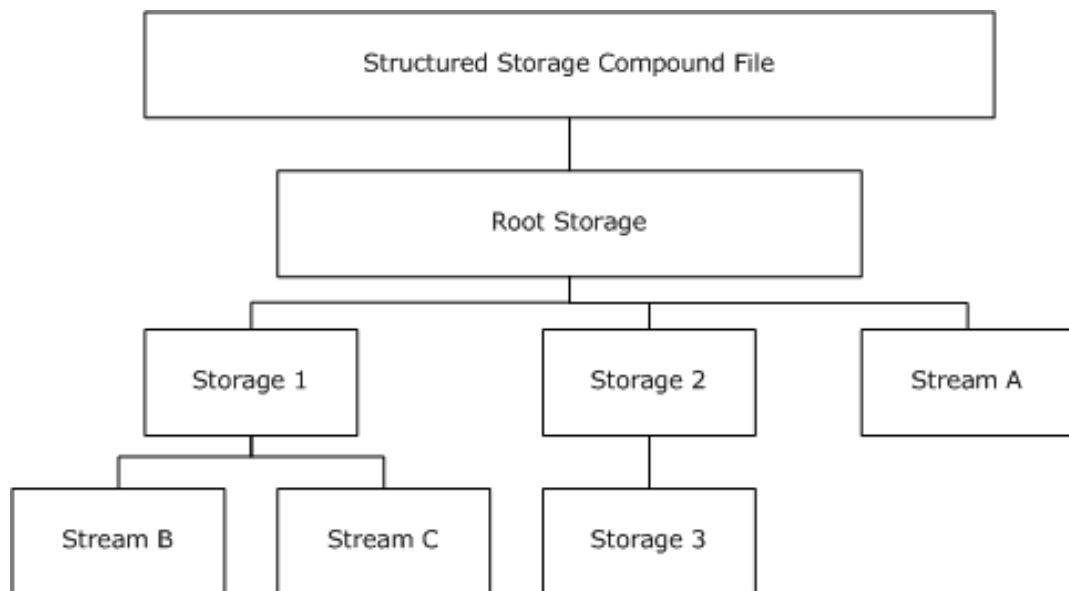 Structured Storage Compound File
Root Storage
Storage 1
Storage 2
Stream A
Stream B
Stream C
Storage 3